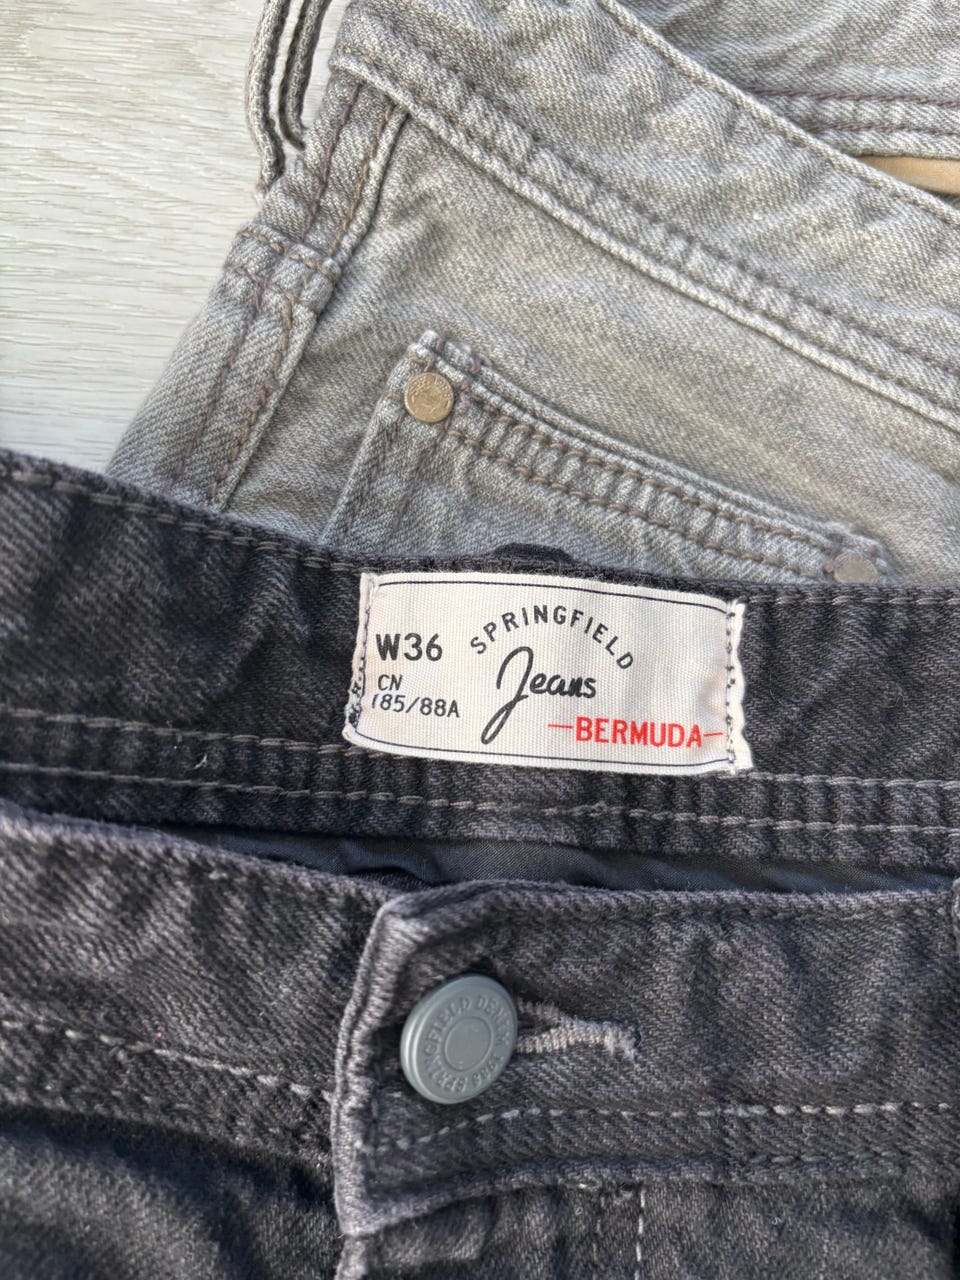 W36
CN
185/88A
SPRINGFIELD
Jeans
—BERMUDA—
SPRINGFIELD DENIM